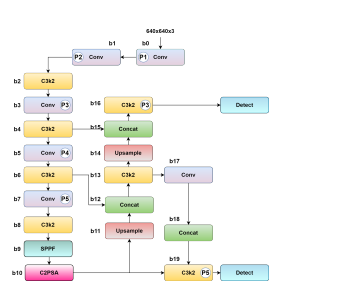 640x640x3
b1
b0
P2 Conv
P1 Conv
b2 C3k2
b3 Conv P3
b16 C3k2 P3
Detect
b4 C3k2
b15 Concat
b5 Conv P4
b14 Upsample
b17
b6 C3k2
b13 C3k2
Conv
b7 Conv P5
b12
Concat
b18
b8 C3k2
b11 Upsample
Concat
b9 SPPF
b19
b10 C2PSA
C3k2 P5
Detect